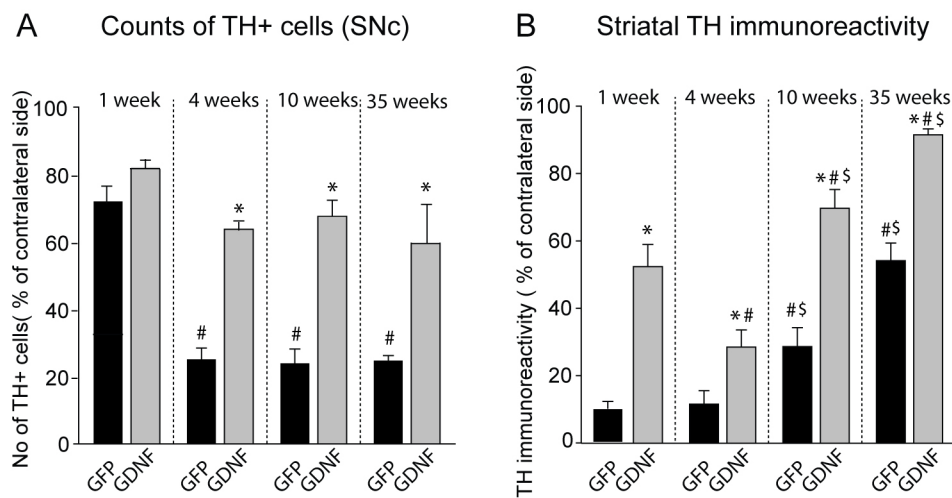 A Counts of TH+ cells (SNc)
No of TH+ cells( % of contralateral side)
100
80
60
40
20
0
1 week 4 weeks 10 weeks 35 weeks
* * *
# # #
GFP GDNF GFP GDNF GFP GDNF GFP GDNF
B Striatal TH immunoreactivity
TH immunoreactivity ( % of contralateral side)
100
80
60
40
20
0
1 week 4 weeks 10 weeks 35 weeks
*
*#
#$
*#$
#$
*#$
GFP GDNF GFP GDNF GFP GDNF GFP GDNF